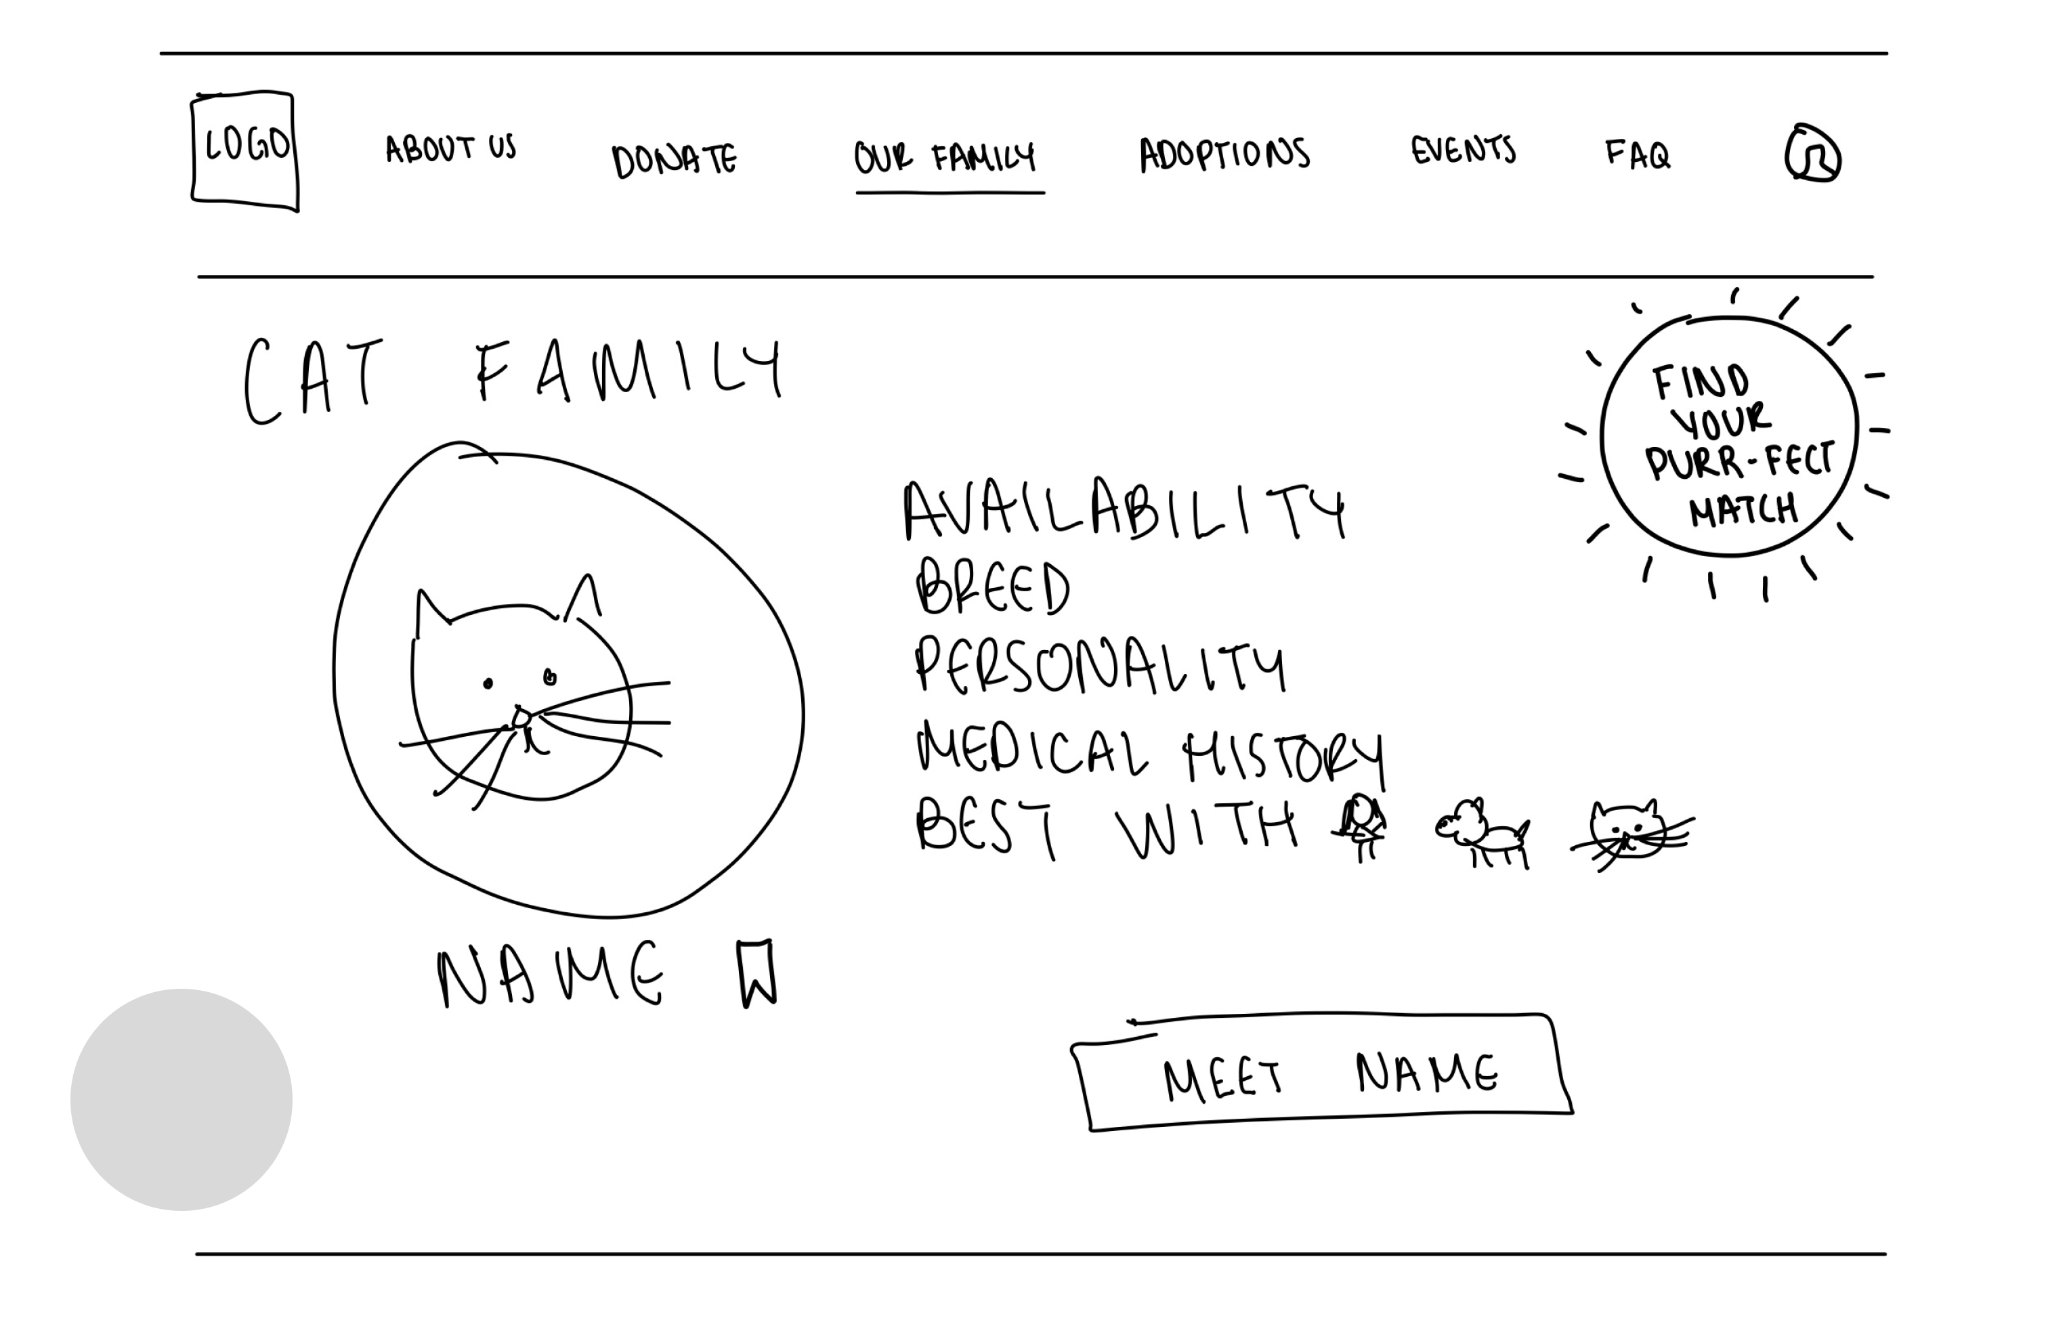 LOGO
ABOUT US
DONATE
OUR FAMILY
ADOPTIONS
EVENTS
FAQ
CAT FAMILY
FIND
YOUR
PURR-FECT
MATCH
AVAILABILITY
BREED
PERSONALITY
MEDICAL HISTORY
BEST WITH
NAME
MEET NAME